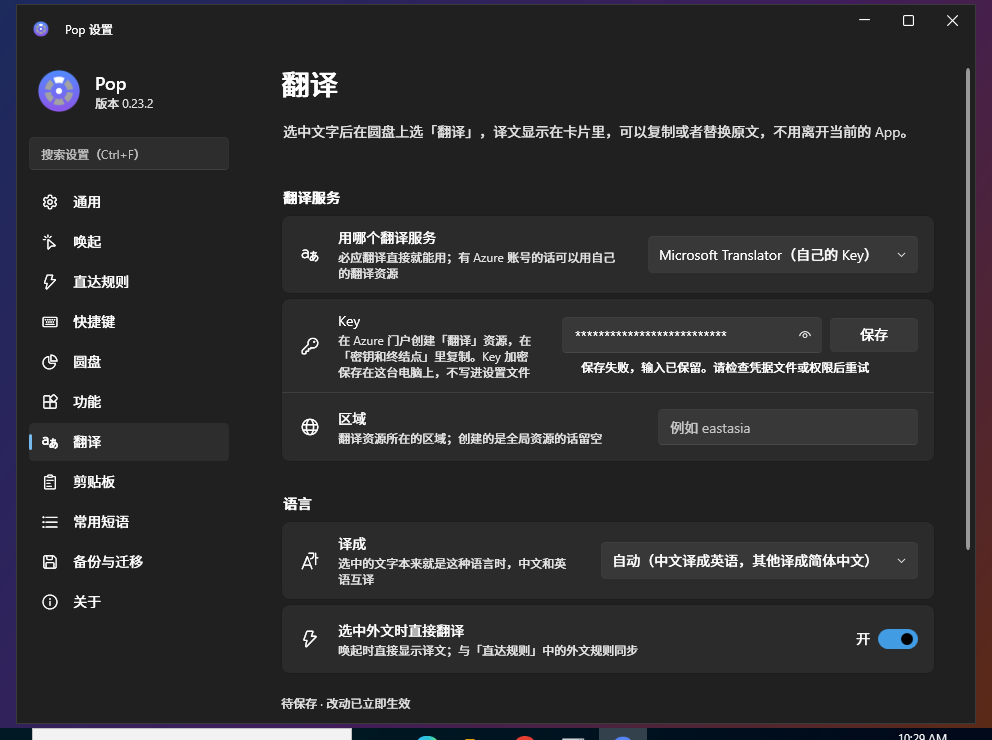 Pop 设置
Pop
版本 0.23.2
搜索设置（Ctrl+F）
通用
唤起
直达规则
快捷键
圆盘
功能
翻译
剪贴板
常用短语
备份与迁移
关于
翻译
选中文字后在圆盘上选「翻译」，译文显示在卡片里，可以复制或者替换原文，不用离开当前的 App。
翻译服务
用哪个翻译服务
必应翻译直接就能用；有 Azure 账号的话可以用自己
的翻译资源
Microsoft Translator（自己的 Key）
Key
在 Azure 门户创建「翻译」资源，在
「密钥和终结点」里复制。Key 加密
保存在这台电脑上，不写进设置文件
**************************
保存
保存失败，输入已保留。请检查凭据文件或权限后重试
区域
翻译资源所在的区域；创建的是全局资源的话留空
例如 eastasia
语言
译成
选中的文字本来就是这种语言时，中文和英
语互译
自动（中文译成英语，其他译成简体中文）
选中外文时直接翻译
唤起时直接显示译文；与「直达规则」中的外文规则同步
开
待保存 · 改动已立即生效
10:29 AM